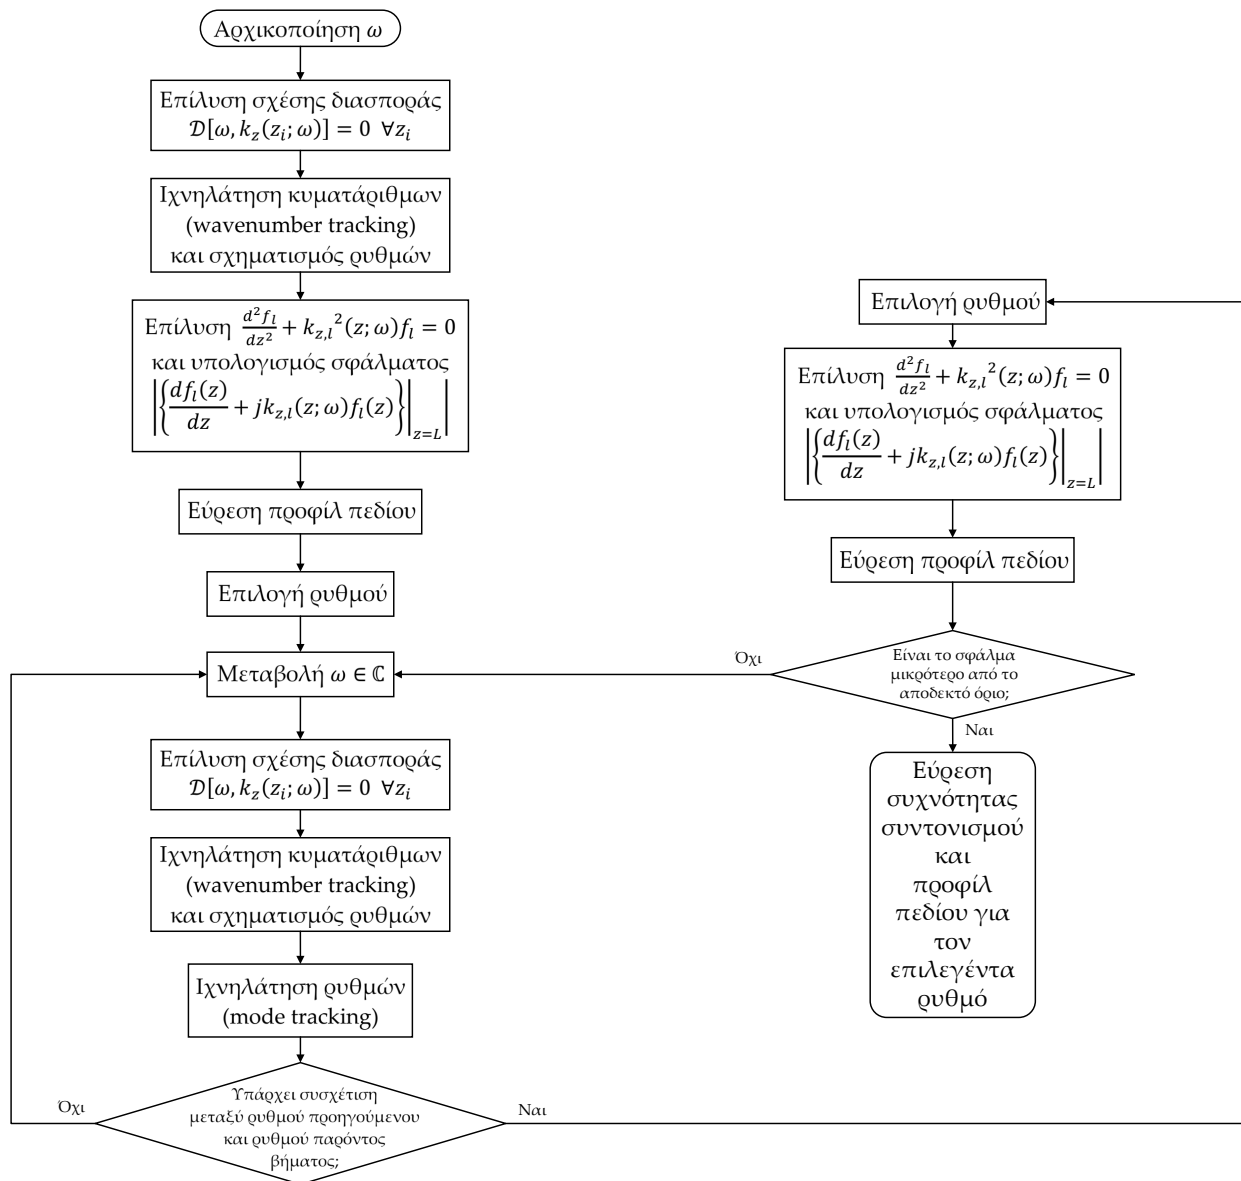 Αρχικοποίηση ω
Επίλυση σχέσης διασποράς
𝒟[ω, k_z(z_i; ω)] = 0 ∀z_i
Ιχνηλάτηση κυματάριθμων
(wavenumber tracking)
και σχηματισμός ρυθμών
Επίλυση d²f_l/dz² + k_{z,l}²(z; ω)f_l = 0
και υπολογισμός σφάλματος
|{df_l(z)/dz + jk_{z,l}(z; ω)f_l(z)}|_{z=L}|
Εύρεση προφίλ πεδίου
Επιλογή ρυθμού
Μεταβολή ω ∈ ℂ
Επίλυση σχέσης διασποράς
𝒟[ω, k_z(z_i; ω)] = 0 ∀z_i
Ιχνηλάτηση κυματάριθμων
(wavenumber tracking)
και σχηματισμός ρυθμών
Ιχνηλάτηση ρυθμών
(mode tracking)
Υπάρχει συσχέτιση
μεταξύ ρυθμού προηγούμενου
και ρυθμού παρόντος
βήματος;
Όχι
Ναι
Επιλογή ρυθμού
Επίλυση d²f_l/dz² + k_{z,l}²(z; ω)f_l = 0
και υπολογισμός σφάλματος
|{df_l(z)/dz + jk_{z,l}(z; ω)f_l(z)}|_{z=L}|
Εύρεση προφίλ πεδίου
Είναι το σφάλμα
μικρότερο από το
αποδεκτό όριο;
Όχι
Ναι
Εύρεση
συχνότητας
συντονισμού
και
προφίλ
πεδίου για
τον
επιλεγέντα
ρυθμό